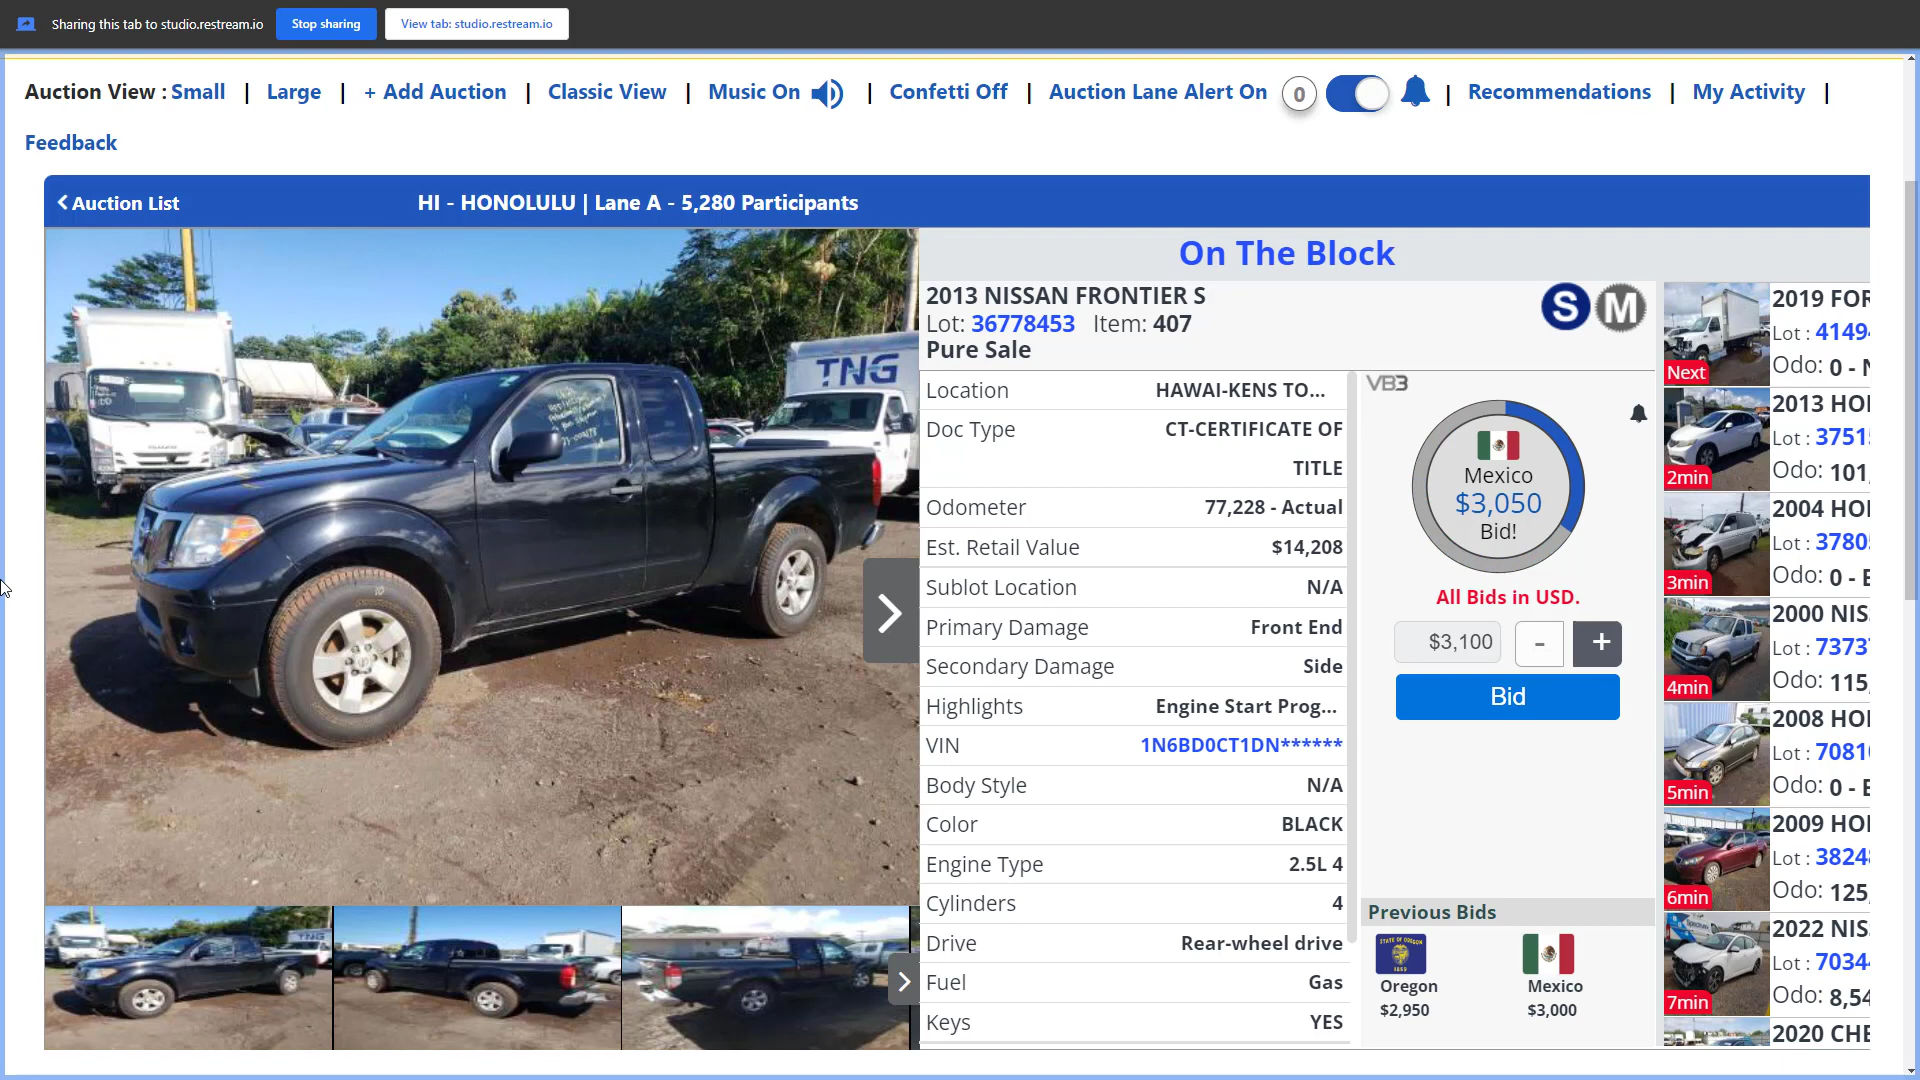 Sharing this tab to studio.restream.io Stop sharing View tab: studio.restream.io
Auction View : Small | Large | + Add Auction | Classic View | Music On | Confetti Off | Auction Lane Alert On 0 | Recommendations | My Activity |
Feedback
Auction List HI - HONOLULU | Lane A - 5,280 Participants
On The Block
2013 NISSAN FRONTIER S
Lot: 36778453 Item: 407
Pure Sale
S M
Location HAWAI-KENS TO...
Doc Type CT-CERTIFICATE OF
TITLE
Odometer 77,228 - Actual
Est. Retail Value $14,208
Sublot Location N/A
Primary Damage Front End
Secondary Damage Side
Highlights Engine Start Prog...
VIN 1N6BD0CT1DN******
Body Style N/A
Color BLACK
Engine Type 2.5L 4
Cylinders 4
Drive Rear-wheel drive
Fuel Gas
Keys YES
VB3
Mexico
$3,050
Bid!
All Bids in USD.
$3,100 - +
Bid
Previous Bids
Oregon
$2,950
Mexico
$3,000
2019 FOR
Lot : 4149
Odo: 0 - N
Next
2013 HO
Lot : 3751
Odo: 101,
2min
2004 HO
Lot : 3780
Odo: 0 - E
3min
2000 NIS
Lot : 7373
Odo: 115,
4min
2008 HO
Lot : 7081
Odo: 0 - E
5min
2009 HO
Lot : 3824
Odo: 125,
6min
2022 NIS
Lot : 7034
Odo: 8,54
7min
2020 CHE
TNG
ISUZU